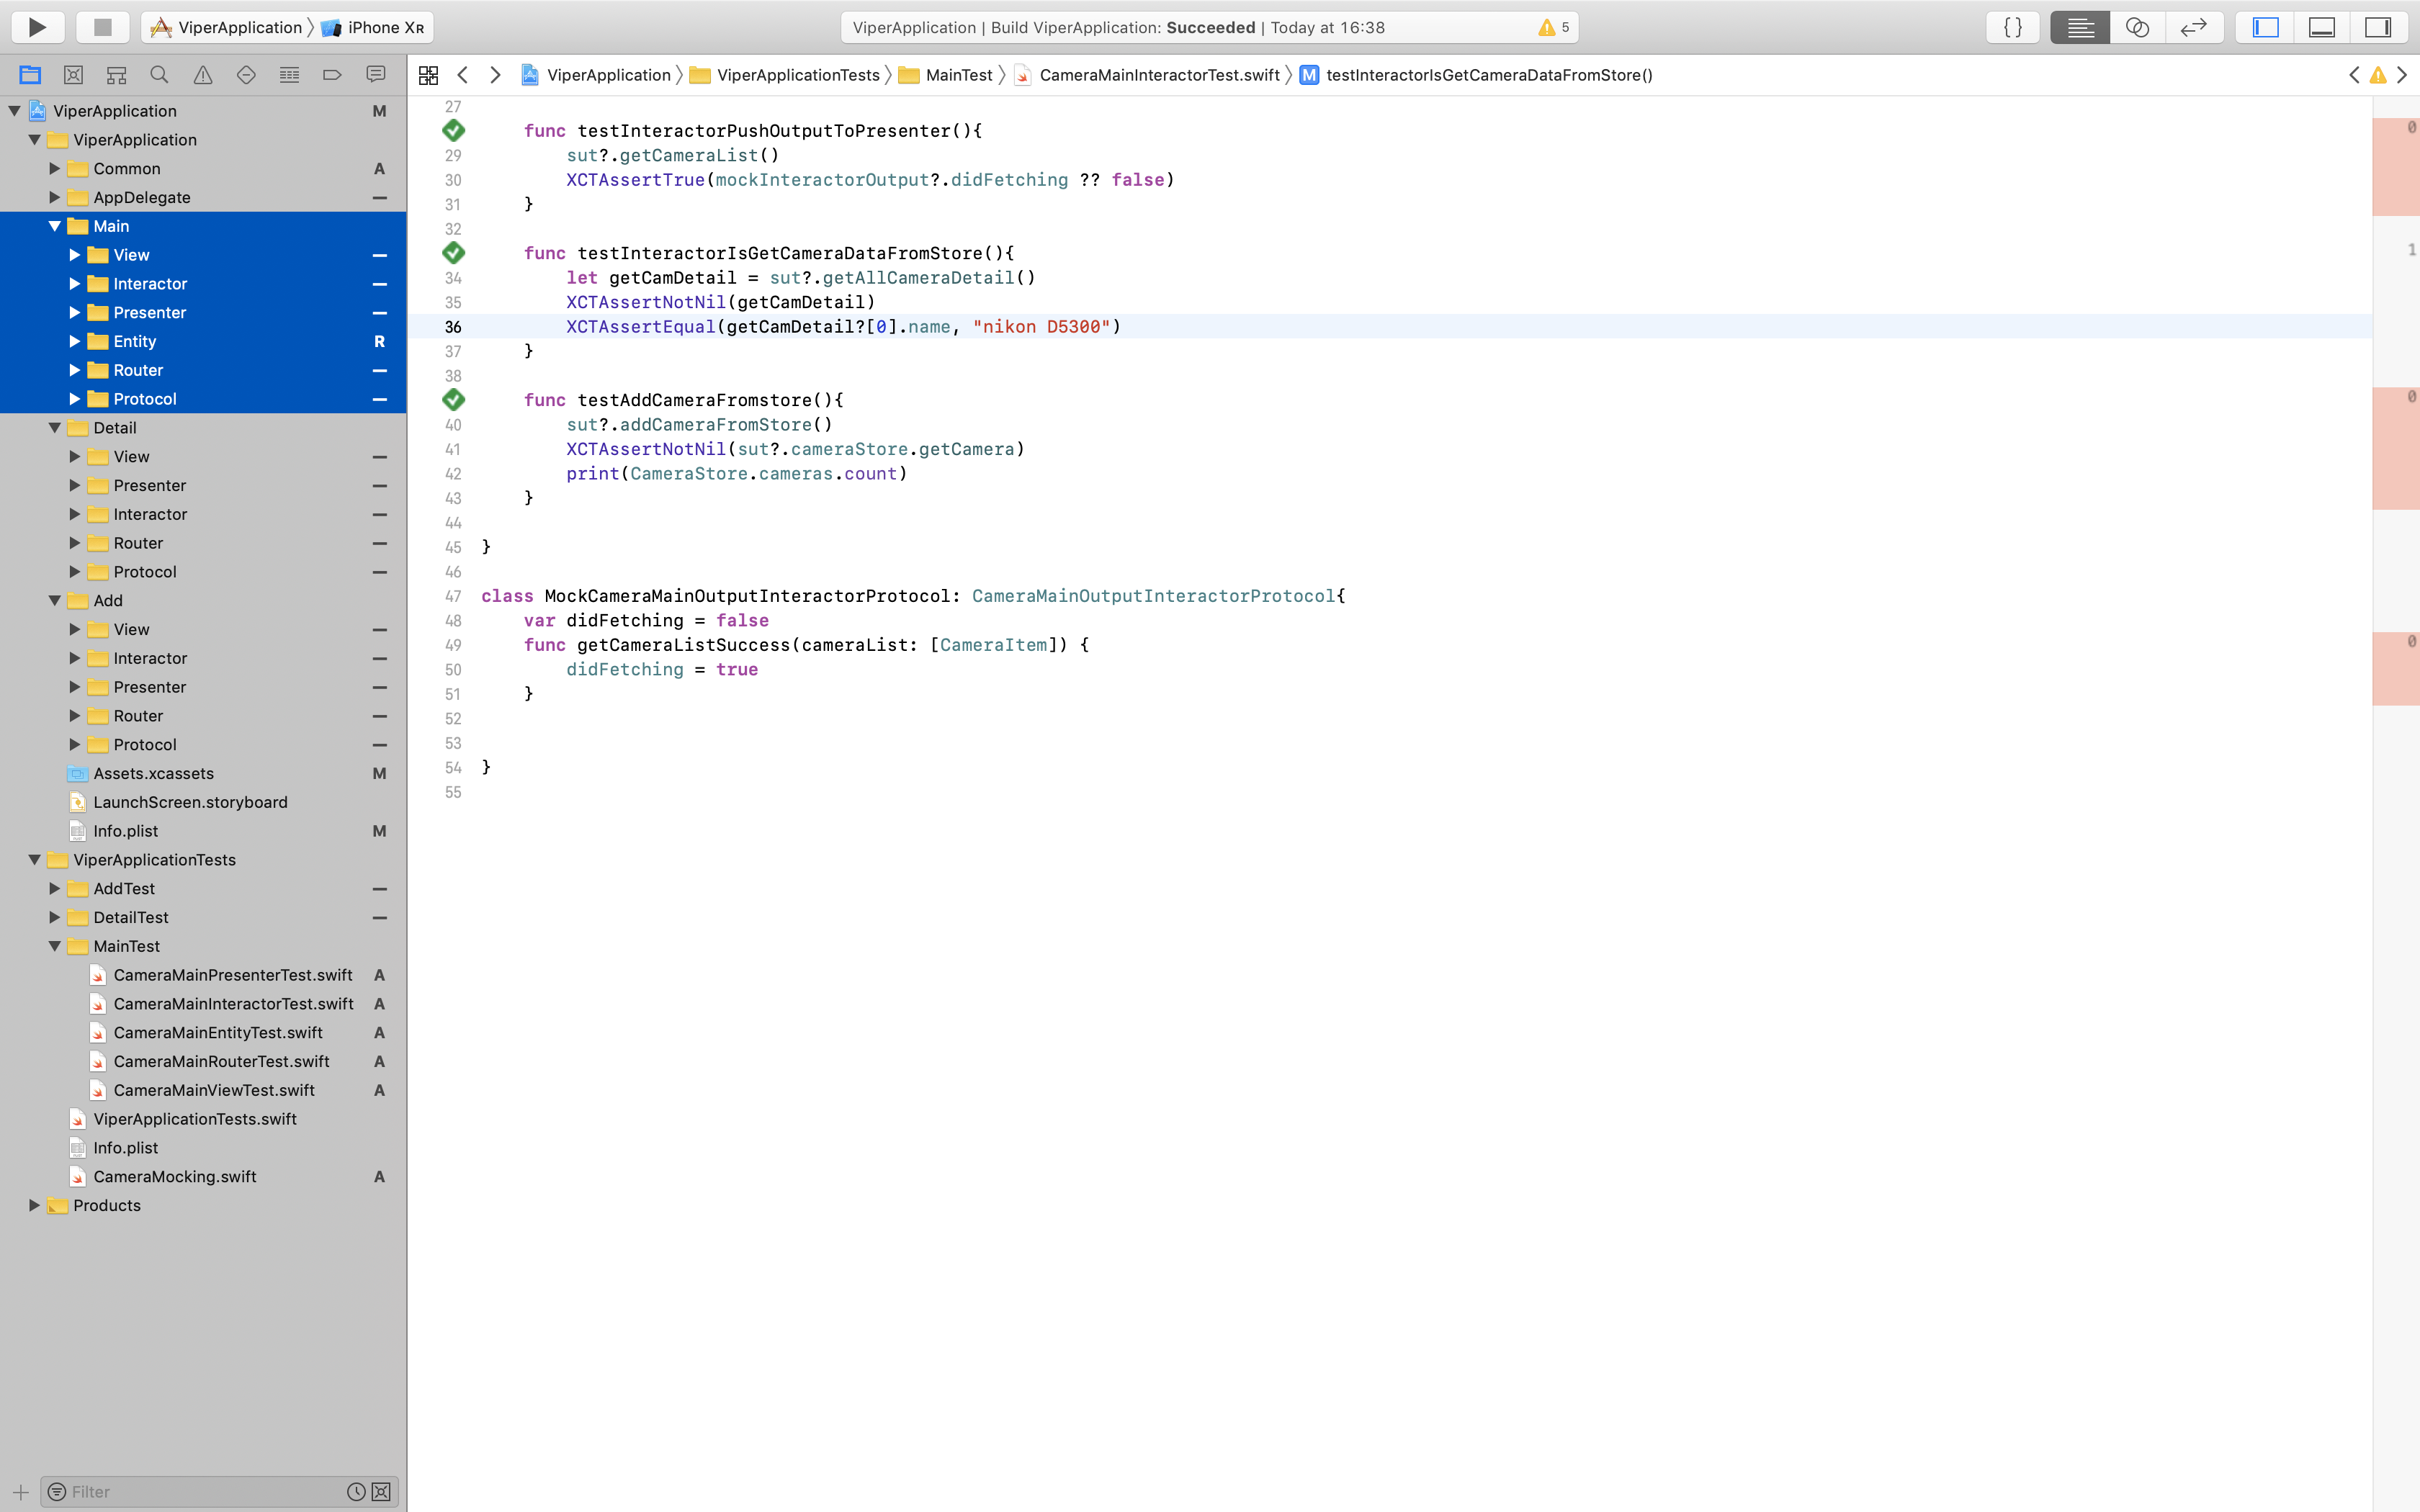 ViperApplication iPhone XR
ViperApplication | Build ViperApplication: Succeeded | Today at 16:38 5
{ }
ViperApplication ViperApplicationTests MainTest CameraMainInteractorTest.swift M testInteractorIsGetCameraDataFromStore()
ViperApplication M
ViperApplication
Common A
AppDelegate
Main
View
Interactor
Presenter
Entity R
Router
Protocol
Detail
View
Presenter
Interactor
Router
Protocol
Add
View
Interactor
Presenter
Router
Protocol
Assets.xcassets M
LaunchScreen.storyboard
Info.plist M
ViperApplicationTests
AddTest
DetailTest
MainTest
CameraMainPresenterTest.swift A
CameraMainInteractorTest.swift A
CameraMainEntityTest.swift A
CameraMainRouterTest.swift A
CameraMainViewTest.swift A
ViperApplicationTests.swift
Info.plist
CameraMocking.swift A
Products
Filter
27
func testInteractorPushOutputToPresenter(){ 0
29 sut?.getCameraList()
30 XCTAssertTrue(mockInteractorOutput?.didFetching ?? false)
31 }
32
func testInteractorIsGetCameraDataFromStore(){ 1
34 let getCamDetail = sut?.getAllCameraDetail()
35 XCTAssertNotNil(getCamDetail)
36 XCTAssertEqual(getCamDetail?[0].name, "nikon D5300")
37 }
38
func testAddCameraFromstore(){ 0
40 sut?.addCameraFromStore()
41 XCTAssertNotNil(sut?.cameraStore.getCamera)
42 print(CameraStore.cameras.count)
43 }
44
45 }
46
47 class MockCameraMainOutputInteractorProtocol: CameraMainOutputInteractorProtocol{
48 var didFetching = false
49 func getCameraListSuccess(cameraList: [CameraItem]) { 0
50 didFetching = true
51 }
52
53
54 }
55